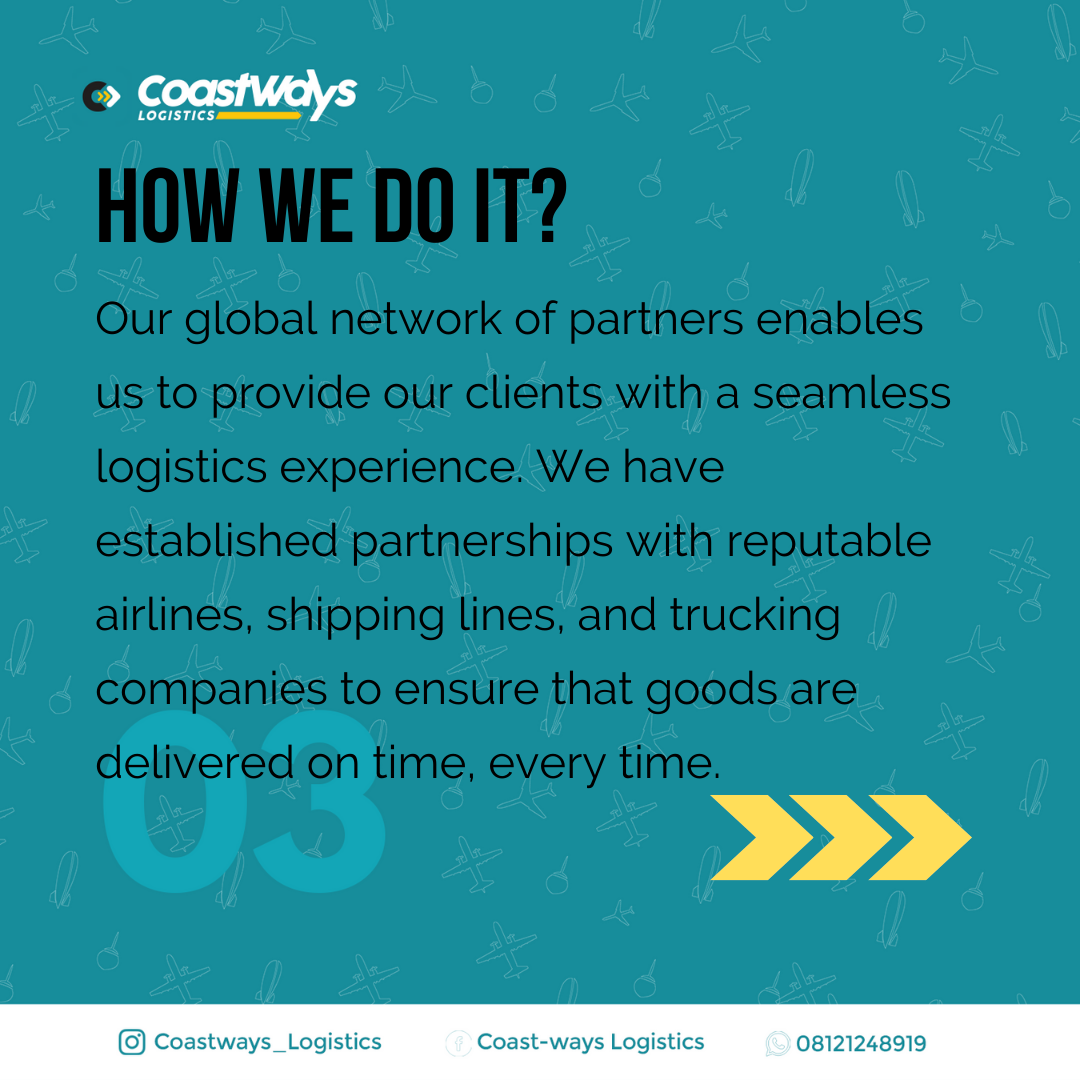 CoastWays
LOGISTICS
HOW WE DO IT?
Our global network of partners enables
us to provide our clients with a seamless
logistics experience. We have
established partnerships with reputable
airlines, shipping lines, and trucking
companies to ensure that goods are
delivered on time, every time.
03
Coastways_Logistics
Coast-ways Logistics
08121248919